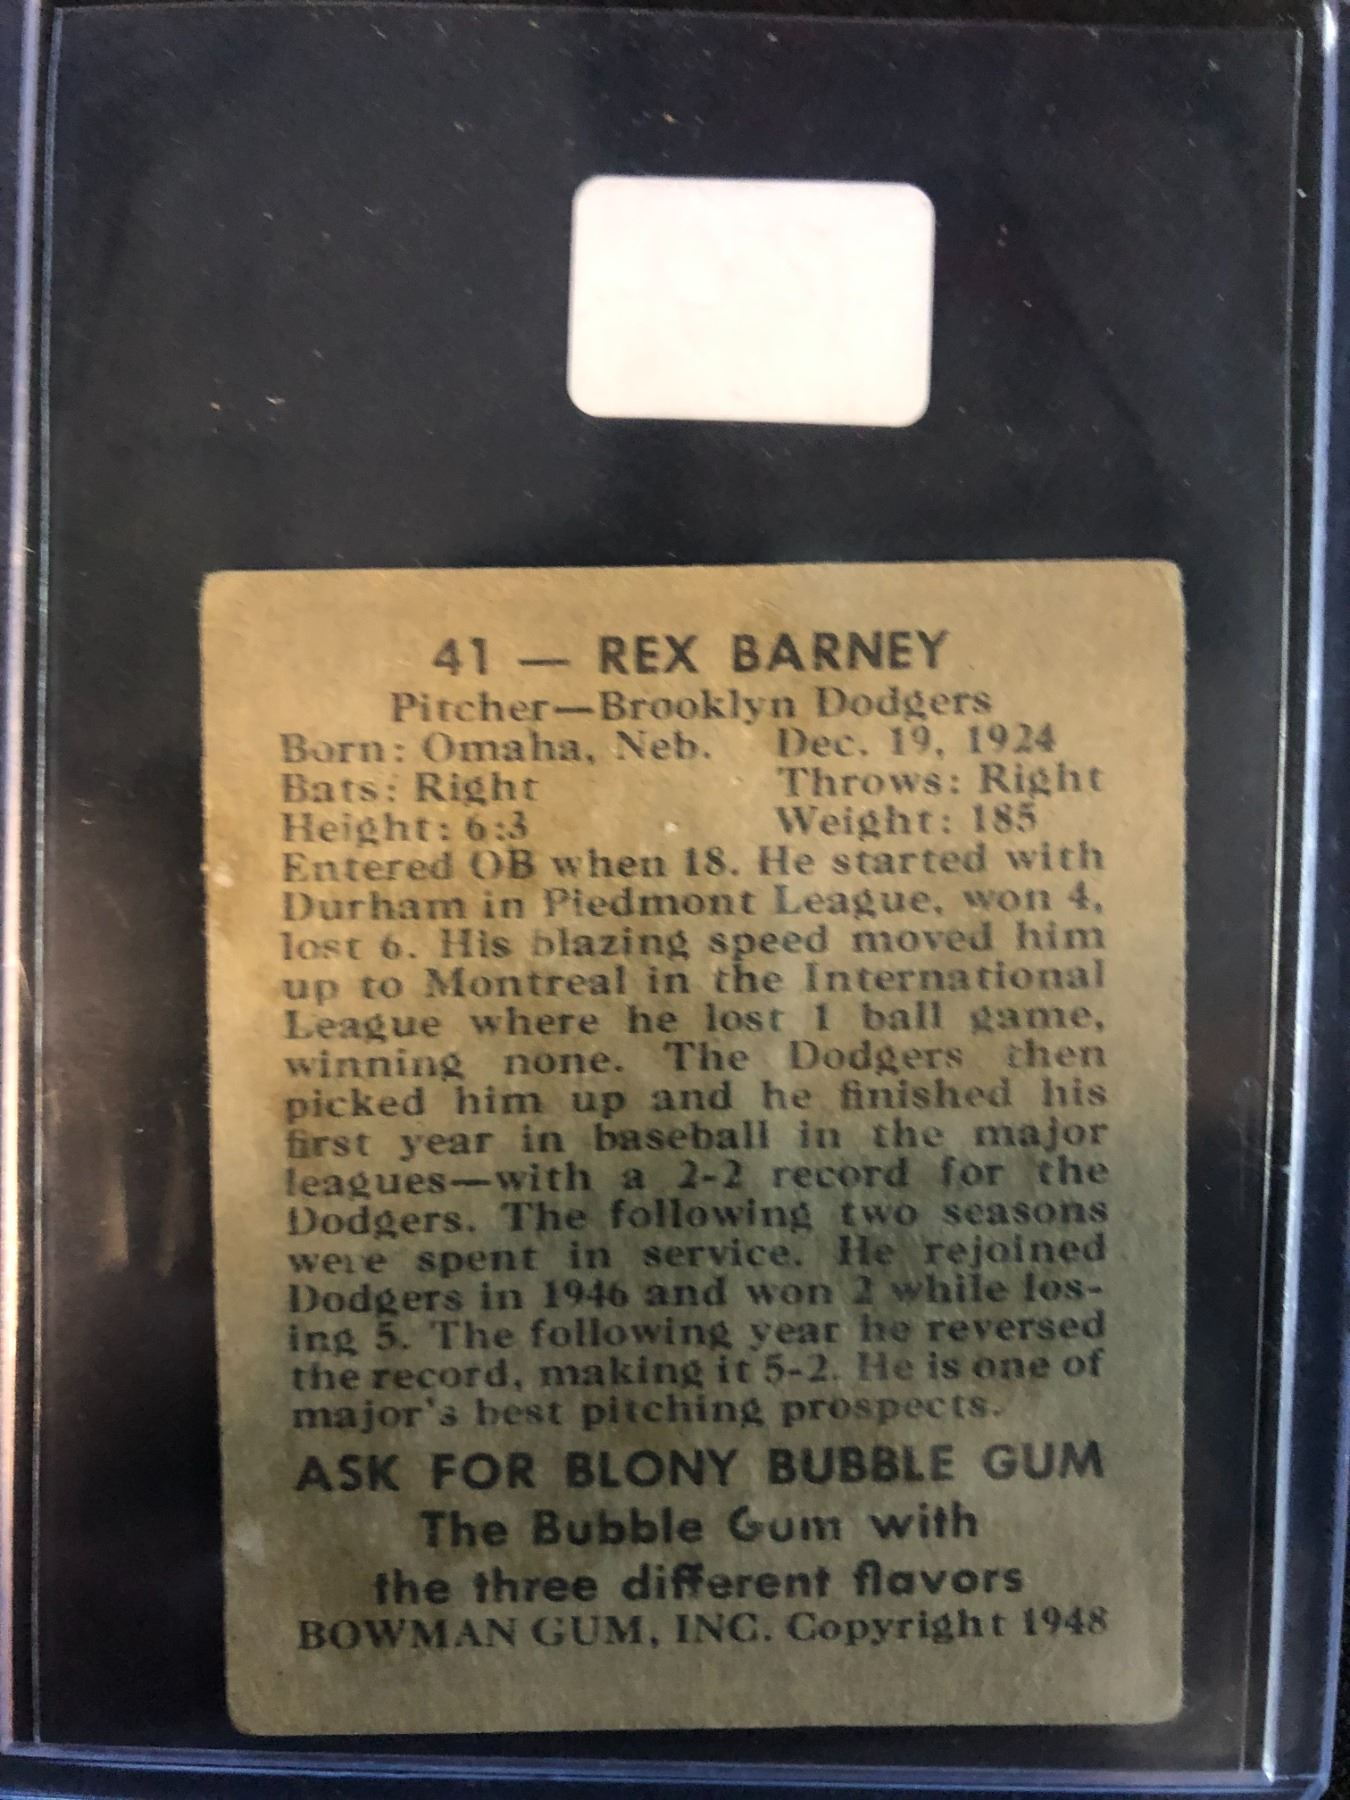 41 — REX BARNEY
Pitcher—Brooklyn Dodgers
Born: Omaha, Neb. Dec. 19, 1924
Bats: Right Throws: Right
Height: 6:3 Weight: 185
Entered OB when 18. He started with
Durham in Piedmont League, won 4,
lost 6. His blazing speed moved him
up to Montreal in the International
League where he lost 1 ball game,
winning none. The Dodgers then
picked him up and he finished his
first year in baseball in the major
leagues—with a 2-2 record for the
Dodgers. The following two seasons
were spent in service. He rejoined
Dodgers in 1946 and won 2 while los-
ing 5. The following year he reversed
the record, making it 5-2. He is one of
major's best pitching prospects.
ASK FOR BLONY BUBBLE GUM
The Bubble Gum with
the three different flavors
BOWMAN GUM, INC. Copyright 1948